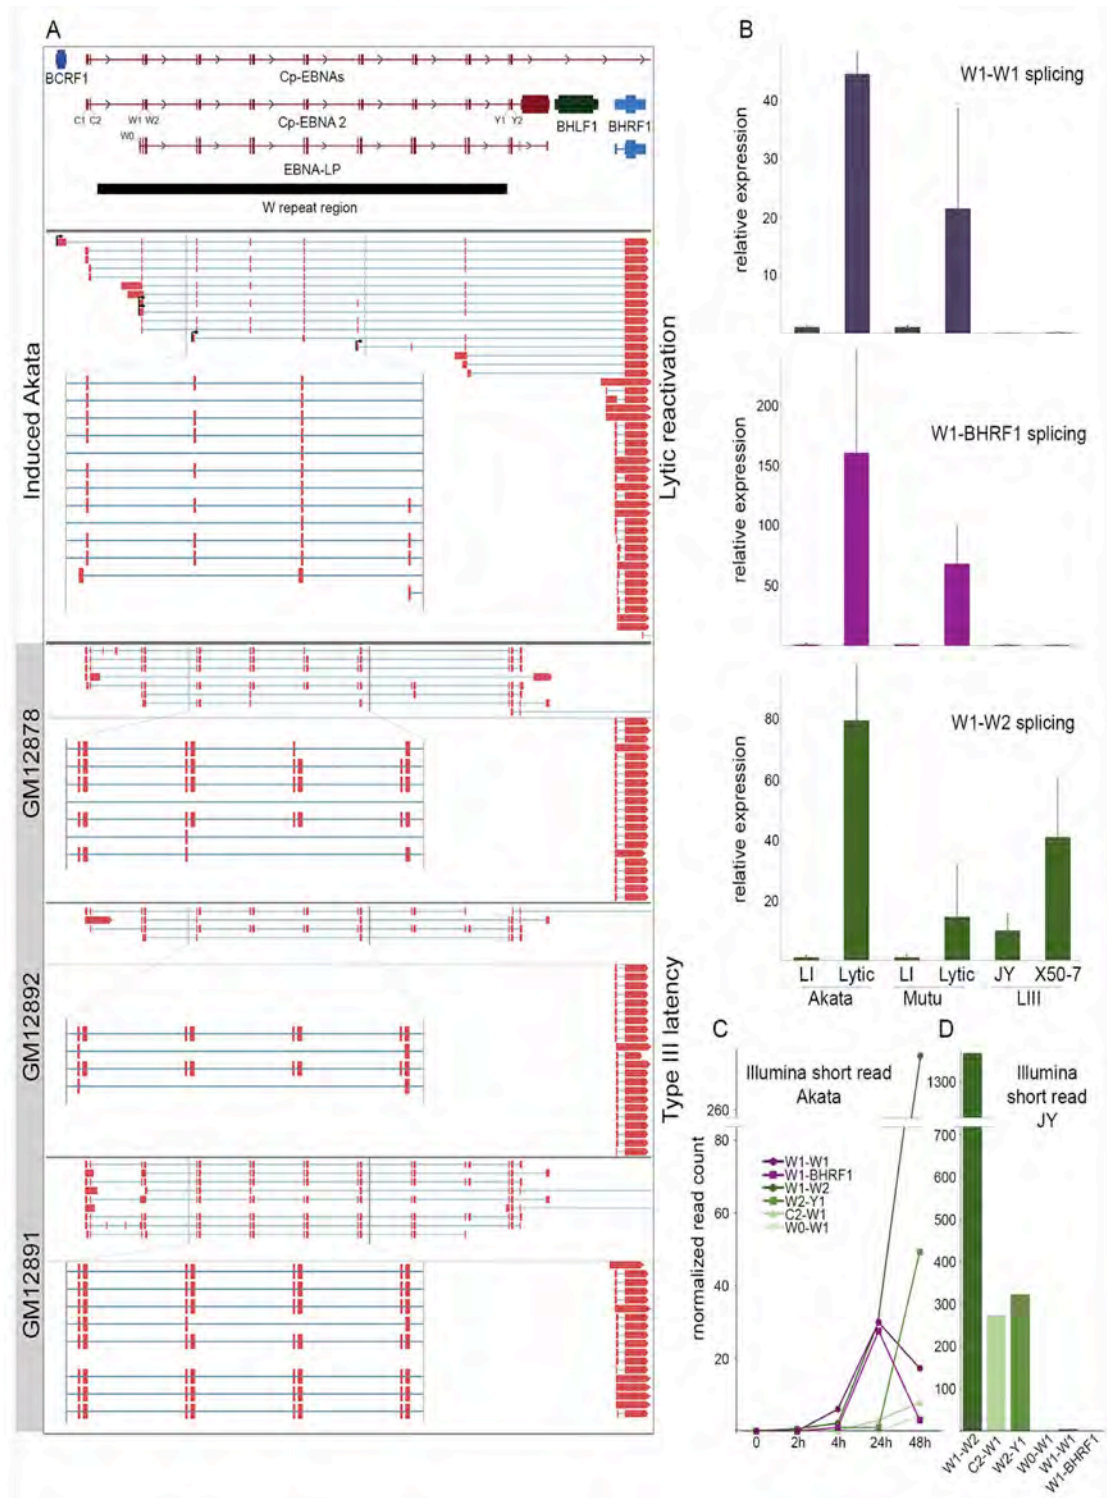 A
BCRF1
Cp-EBNAs
C1 C2
W1 W2
Cp-EBNA 2
Y1 Y2
BHLF1
BHRF1
W0
EBNA-LP
W repeat region
Induced Akata
Lytic reactivation
GM12878
GM12892
GM12891
Type III latency
B
W1-W1 splicing
relative expression
40
30
20
10
W1-BHRF1 splicing
relative expression
200
150
100
50
W1-W2 splicing
relative expression
80
60
40
20
LI
Lytic
LI
Lytic
JY
X50-7
Akata
Mutu
LIII
C
Illumina short read
Akata
rnormalized read count
260
80
60
40
20
W1-W1
W1-BHRF1
W1-W2
W2-Y1
C2-W1
W0-W1
0
2h
4h
24h
48h
D
Illumina
short read
JY
1300
700
600
500
400
300
200
100
W1-W2
C2-W1
W2-Y1
W0-W1
W1-W1
W1-BHRF1